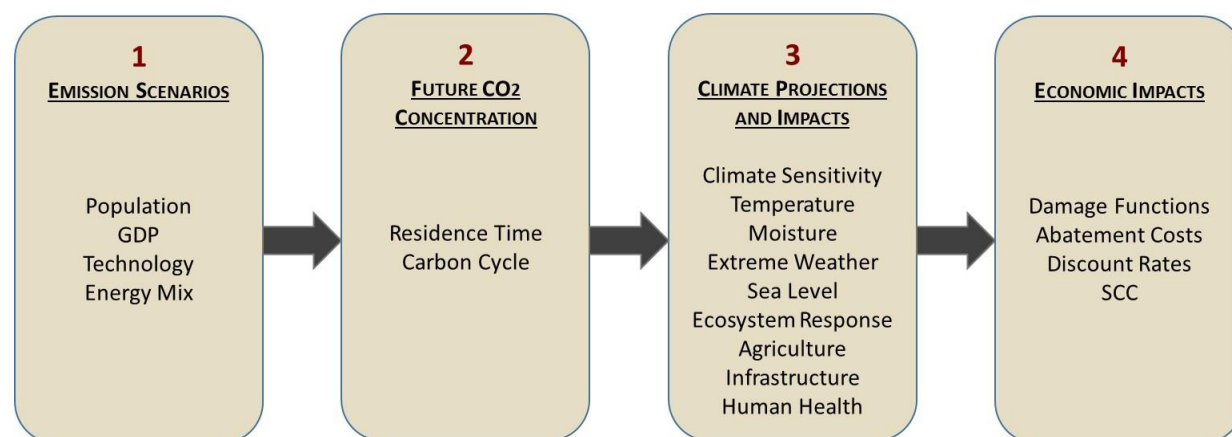 1
EMISSION SCENARIOS
Population
GDP
Technology
Energy Mix
2
FUTURE CO2
CONCENTRATION
Residence Time
Carbon Cycle
3
CLIMATE PROJECTIONS
AND IMPACTS
Climate Sensitivity
Temperature
Moisture
Extreme Weather
Sea Level
Ecosystem Response
Agriculture
Infrastructure
Human Health
4
ECONOMIC IMPACTS
Damage Functions
Abatement Costs
Discount Rates
SCC